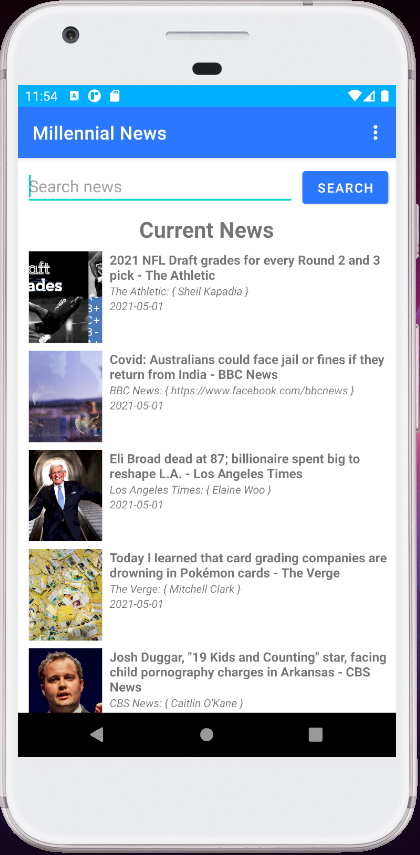 11:54
Millennial News
Search news
SEARCH
Current News
aft
ades
B+
C+
B-
2021 NFL Draft grades for every Round 2 and 3
pick - The Athletic
The Athletic: { Sheil Kapadia }
2021-05-01
Covid: Australians could face jail or fines if they
return from India - BBC News
BBC News: { https://www.facebook.com/bbcnews }
2021-05-01
Eli Broad dead at 87; billionaire spent big to
reshape L.A. - Los Angeles Times
Los Angeles Times: { Elaine Woo }
2021-05-01
Today I learned that card grading companies are
drowning in Pokémon cards - The Verge
The Verge: { Mitchell Clark }
2021-05-01
Josh Duggar, "19 Kids and Counting" star, facing
child pornography charges in Arkansas - CBS
News
CBS News: { Caitlin O'Kane }